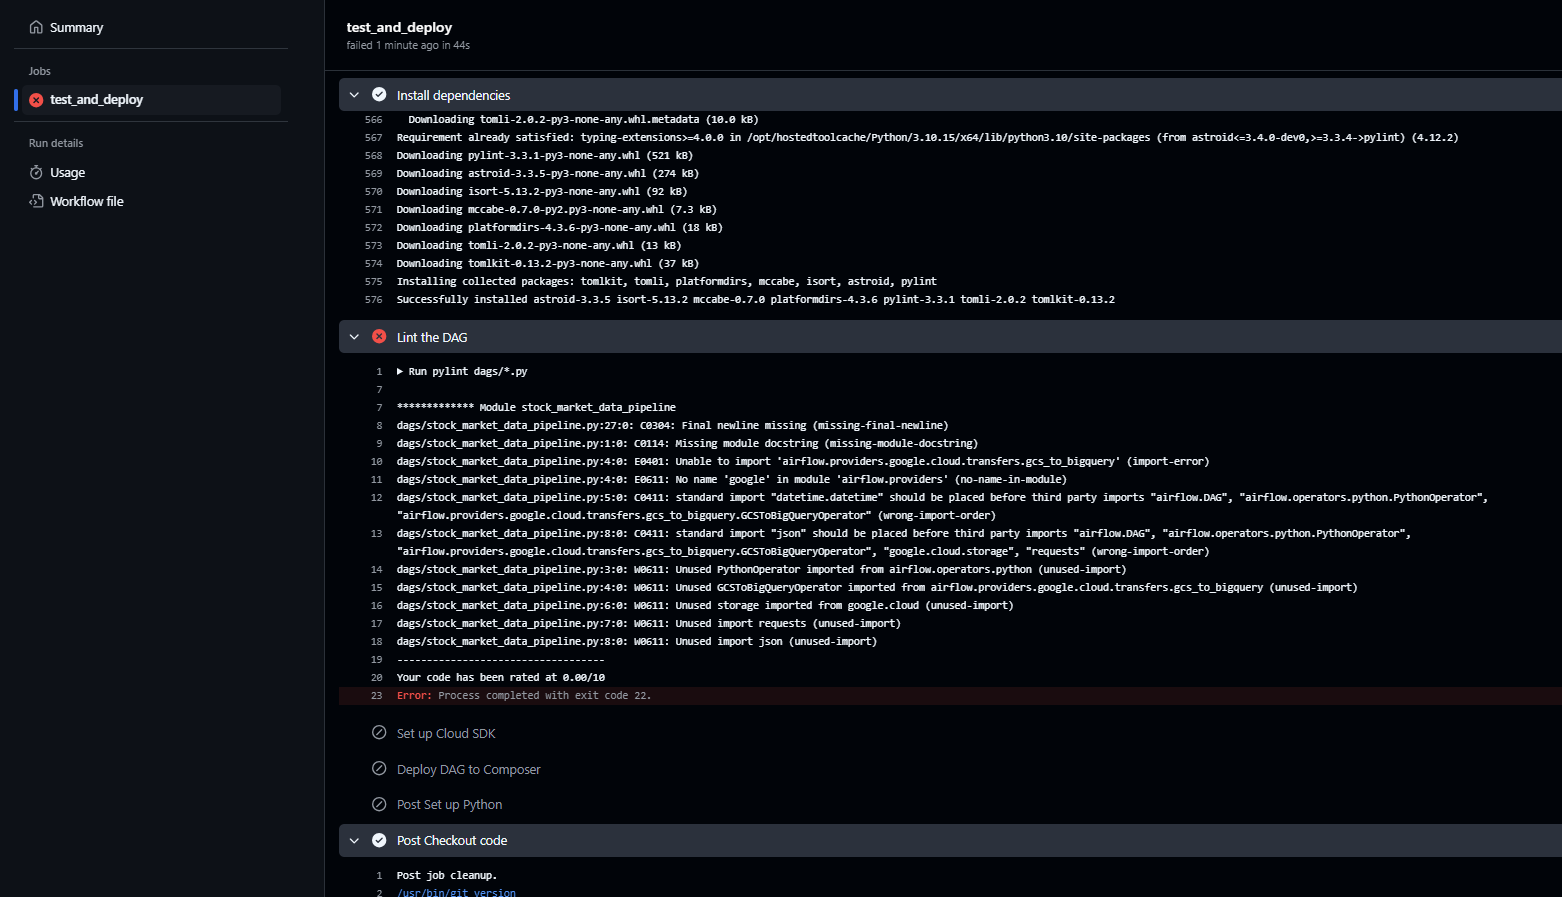 Summary
Jobs
test_and_deploy
Run details
Usage
Workflow file
test_and_deploy
failed 1 minute ago in 44s
Install dependencies
566 Downloading tomli-2.0.2-py3-none-any.whl.metadata (10.0 kB)
567 Requirement already satisfied: typing-extensions>=4.0.0 in /opt/hostedtoolcache/Python/3.10.15/x64/lib/python3.10/site-packages (from astroid<=3.4.0-dev0,>=3.3.4->pylint) (4.12.2)
568 Downloading pylint-3.3.1-py3-none-any.whl (521 kB)
569 Downloading astroid-3.3.5-py3-none-any.whl (274 kB)
570 Downloading isort-5.13.2-py3-none-any.whl (92 kB)
571 Downloading mccabe-0.7.0-py2.py3-none-any.whl (7.3 kB)
572 Downloading platformdirs-4.3.6-py3-none-any.whl (18 kB)
573 Downloading tomli-2.0.2-py3-none-any.whl (13 kB)
574 Downloading tomlkit-0.13.2-py3-none-any.whl (37 kB)
575 Installing collected packages: tomlkit, tomli, platformdirs, mccabe, isort, astroid, pylint
576 Successfully installed astroid-3.3.5 isort-5.13.2 mccabe-0.7.0 platformdirs-4.3.6 pylint-3.3.1 tomli-2.0.2 tomlkit-0.13.2
Lint the DAG
1 ▶ Run pylint dags/*.py
7
7 ************* Module stock_market_data_pipeline
8 dags/stock_market_data_pipeline.py:27:0: C0304: Final newline missing (missing-final-newline)
9 dags/stock_market_data_pipeline.py:1:0: C0114: Missing module docstring (missing-module-docstring)
10 dags/stock_market_data_pipeline.py:4:0: E0401: Unable to import 'airflow.providers.google.cloud.transfers.gcs_to_bigquery' (import-error)
11 dags/stock_market_data_pipeline.py:4:0: E0611: No name 'google' in module 'airflow.providers' (no-name-in-module)
12 dags/stock_market_data_pipeline.py:5:0: C0411: standard import "datetime.datetime" should be placed before third party imports "airflow.DAG", "airflow.operators.python.PythonOperator",
"airflow.providers.google.cloud.transfers.gcs_to_bigquery.GCSToBigQueryOperator" (wrong-import-order)
13 dags/stock_market_data_pipeline.py:8:0: C0411: standard import "json" should be placed before third party imports "airflow.DAG", "airflow.operators.python.PythonOperator",
"airflow.providers.google.cloud.transfers.gcs_to_bigquery.GCSToBigQueryOperator", "google.cloud.storage", "requests" (wrong-import-order)
14 dags/stock_market_data_pipeline.py:3:0: W0611: Unused PythonOperator imported from airflow.operators.python (unused-import)
15 dags/stock_market_data_pipeline.py:4:0: W0611: Unused GCSToBigQueryOperator imported from airflow.providers.google.cloud.transfers.gcs_to_bigquery (unused-import)
16 dags/stock_market_data_pipeline.py:6:0: W0611: Unused storage imported from google.cloud (unused-import)
17 dags/stock_market_data_pipeline.py:7:0: W0611: Unused import requests (unused-import)
18 dags/stock_market_data_pipeline.py:8:0: W0611: Unused import json (unused-import)
19 -----------------------------------
20 Your code has been rated at 0.00/10
23 Error: Process completed with exit code 22.
Set up Cloud SDK
Deploy DAG to Composer
Post Set up Python
Post Checkout code
1 Post job cleanup.
2 /usr/bin/git version